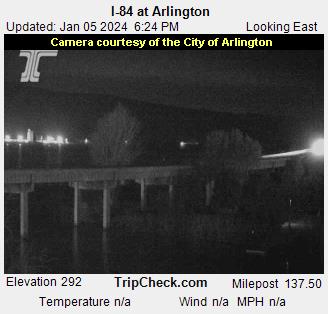 I-84 at Arlington
Updated: Jan 05 2024 6:24 PM Looking East
Camera courtesy of the City of Arlington
Elevation 292 TripCheck.com Milepost 137.50
Temperature n/a Wind n/a MPH n/a